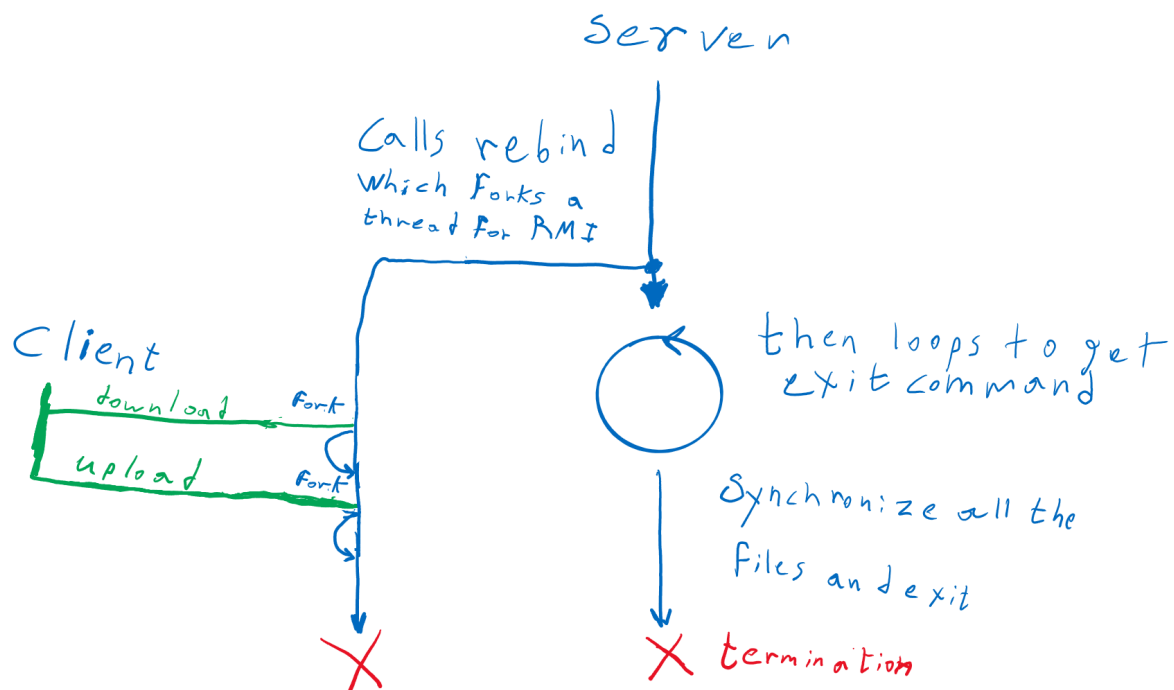 Server
Calls rebind
which Forks a
thread for RMI
Client
then loops to get
exit command
download
Fork
upload
Fork
Synchronize all the
files and exit
termination